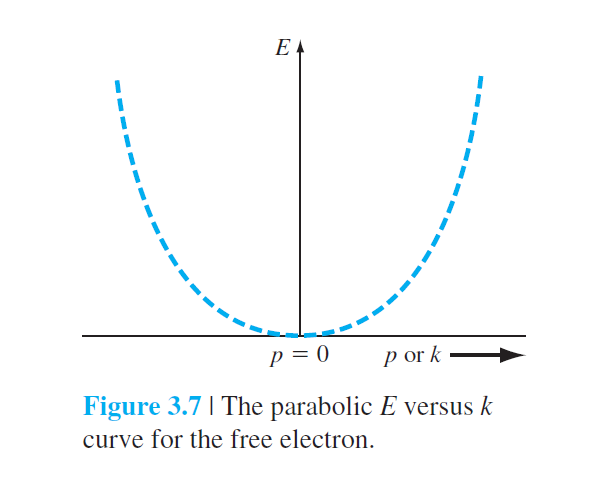 E
p = 0
p or k
Figure 3.7 | The parabolic E versus k
curve for the free electron.